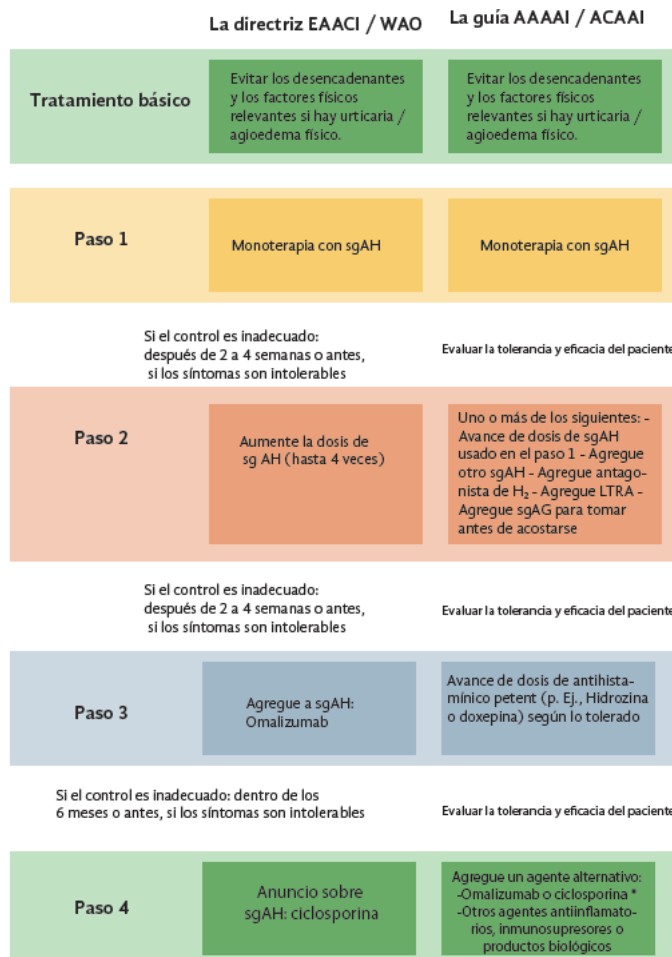 La directriz EAACI / WAO
La guía AAAAI / ACAAI
Tratamiento básico
Evitar los desencadenantes
y los factores físicos
relevantes si hay urticaria /
agioedema físico.
Evitar los desencadenantes
y los factores físicos
relevantes si hay urticaria /
agioedema físico.
Paso 1
Monoterapia con sgAH
Monoterapia con sgAH
Si el control es inadecuado:
después de 2 a 4 semanas o antes,
si los síntomas son intolerables
Evaluar la tolerancia y eficacia del paciente
Paso 2
Aumente la dosis de
sg AH (hasta 4 veces)
Uno o más de los siguientes: -
Avance de dosis de sgAH
usado en el paso 1 - Agregue
otro sgAH - Agregue antago-
nista de H₂ - Agregue LTRA -
Agregue sgAG para tomar
antes de acostarse
Si el control es inadecuado:
después de 2 a 4 semanas o antes,
si los síntomas son intolerables
Evaluar la tolerancia y eficacia del paciente
Paso 3
Agregue a sgAH:
Omalizumab
Avance de dosis de antihista-
mínico petent (p. Ej., Hidrozina
o doxepina) según lo tolerado
Si el control es inadecuado: dentro de los
6 meses o antes, si los síntomas son intolerables
Evaluar la tolerancia y eficacia del paciente
Paso 4
Anuncio sobre
sgAH: ciclosporina
Agregue un agente alternativo:
-Omalizumab o ciclosporina *
-Otros agentes antiinflamato-
rios, inmunosupresores o
productos biológicos